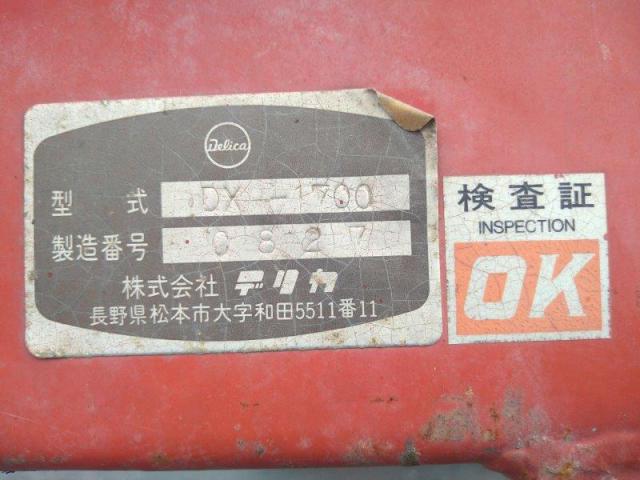 Delica
型式 DX-1700
製造番号 0827
株式会社 デリカ
長野県松本市大字和田5511番11
検査証
INSPECTION
OK